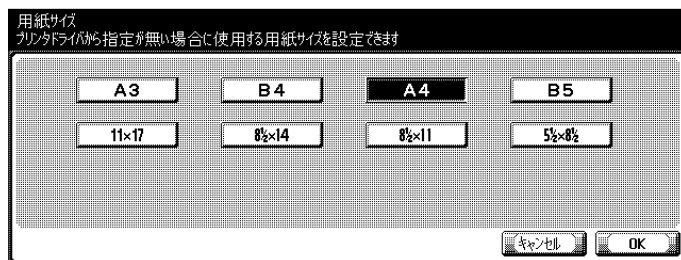 用紙サイズ
プリンタドライバから指定が無い場合に使用する用紙サイズを設定できます
A3 B4 A4 B5
11×17 8½×14 8½×11 5½×8½
キャンセル OK